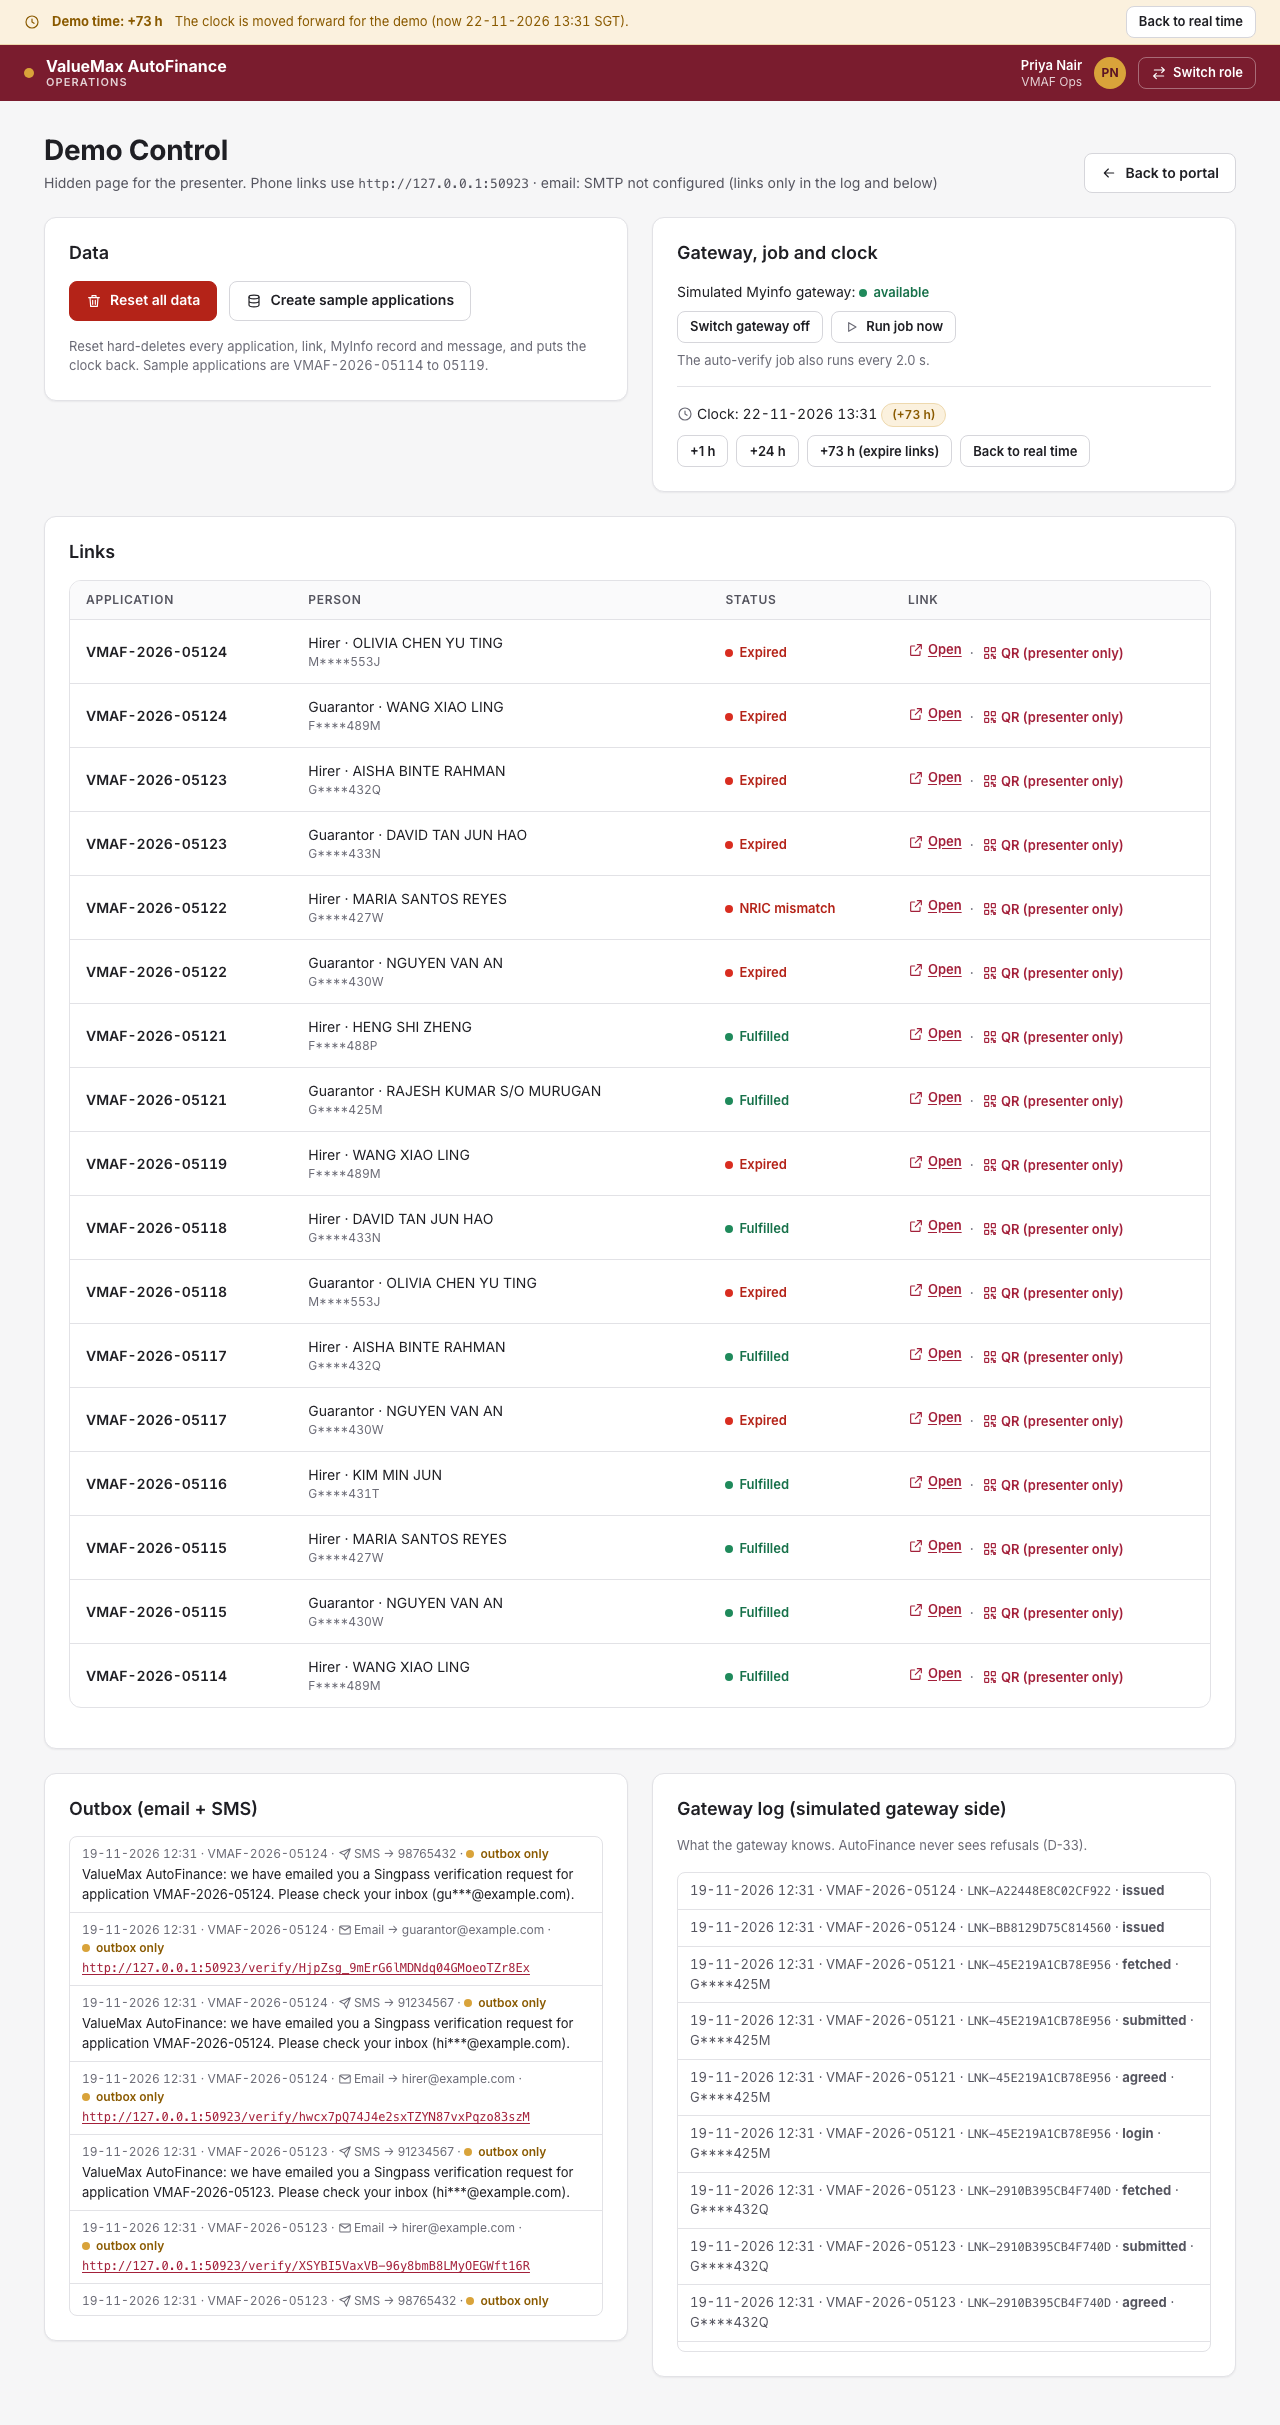 Demo time: +73 h The clock is moved forward for the demo (now 22-11-2026 13:31 SGT).
Back to real time
ValueMax AutoFinance
OPERATIONS
Priya Nair
VMAF Ops
PN
Switch role
Demo Control
Hidden page for the presenter. Phone links use http://127.0.0.1:50923 · email: SMTP not configured (links only in the log and below)
Back to portal
Data
Reset all data
Create sample applications
Reset hard-deletes every application, link, MyInfo record and message, and puts the
clock back. Sample applications are VMAF-2026-05114 to 05119.
Gateway, job and clock
Simulated Myinfo gateway: available
Switch gateway off
Run job now
The auto-verify job also runs every 2.0 s.
Clock: 22-11-2026 13:31 (+73 h)
+1 h
+24 h
+73 h (expire links)
Back to real time
Links
APPLICATION PERSON STATUS LINK
VMAF-2026-05124 Hirer · OLIVIA CHEN YU TING Expired Open · QR (presenter only)
M****553J
VMAF-2026-05124 Guarantor · WANG XIAO LING Expired Open · QR (presenter only)
F****489M
VMAF-2026-05123 Hirer · AISHA BINTE RAHMAN Expired Open · QR (presenter only)
G****432Q
VMAF-2026-05123 Guarantor · DAVID TAN JUN HAO Expired Open · QR (presenter only)
G****433N
VMAF-2026-05122 Hirer · MARIA SANTOS REYES NRIC mismatch Open · QR (presenter only)
G****427W
VMAF-2026-05122 Guarantor · NGUYEN VAN AN Expired Open · QR (presenter only)
G****430W
VMAF-2026-05121 Hirer · HENG SHI ZHENG Fulfilled Open · QR (presenter only)
F****488P
VMAF-2026-05121 Guarantor · RAJESH KUMAR S/O MURUGAN Fulfilled Open · QR (presenter only)
G****425M
VMAF-2026-05119 Hirer · WANG XIAO LING Expired Open · QR (presenter only)
F****489M
VMAF-2026-05118 Hirer · DAVID TAN JUN HAO Fulfilled Open · QR (presenter only)
G****433N
VMAF-2026-05118 Guarantor · OLIVIA CHEN YU TING Expired Open · QR (presenter only)
M****553J
VMAF-2026-05117 Hirer · AISHA BINTE RAHMAN Fulfilled Open · QR (presenter only)
G****432Q
VMAF-2026-05117 Guarantor · NGUYEN VAN AN Expired Open · QR (presenter only)
G****430W
VMAF-2026-05116 Hirer · KIM MIN JUN Fulfilled Open · QR (presenter only)
G****431T
VMAF-2026-05115 Hirer · MARIA SANTOS REYES Fulfilled Open · QR (presenter only)
G****427W
VMAF-2026-05115 Guarantor · NGUYEN VAN AN Fulfilled Open · QR (presenter only)
G****430W
VMAF-2026-05114 Hirer · WANG XIAO LING Fulfilled Open · QR (presenter only)
F****489M
Outbox (email + SMS)
19-11-2026 12:31 · VMAF-2026-05124 · SMS → 98765432 · outbox only
ValueMax AutoFinance: we have emailed you a Singpass verification request for
application VMAF-2026-05124. Please check your inbox (gu***@example.com).
19-11-2026 12:31 · VMAF-2026-05124 · Email → guarantor@example.com ·
outbox only
http://127.0.0.1:50923/verify/HjpZsg_9mErG6lMDNdq04GMoeoTZr8Ex
19-11-2026 12:31 · VMAF-2026-05124 · SMS → 91234567 · outbox only
ValueMax AutoFinance: we have emailed you a Singpass verification request for
application VMAF-2026-05124. Please check your inbox (hi***@example.com).
19-11-2026 12:31 · VMAF-2026-05124 · Email → hirer@example.com ·
outbox only
http://127.0.0.1:50923/verify/hwcx7pQ74J4e2sxTZYN87vxPqzo83szM
19-11-2026 12:31 · VMAF-2026-05123 · SMS → 91234567 · outbox only
ValueMax AutoFinance: we have emailed you a Singpass verification request for
application VMAF-2026-05123. Please check your inbox (hi***@example.com).
19-11-2026 12:31 · VMAF-2026-05123 · Email → hirer@example.com ·
outbox only
http://127.0.0.1:50923/verify/XSYBI5VaxVB-96y8bmB8LMyOEGWft16R
19-11-2026 12:31 · VMAF-2026-05123 · SMS → 98765432 · outbox only
Gateway log (simulated gateway side)
What the gateway knows. AutoFinance never sees refusals (D-33).
19-11-2026 12:31 · VMAF-2026-05124 · LNK-A22448E8C02CF922 · issued
19-11-2026 12:31 · VMAF-2026-05124 · LNK-BB8129D75C814560 · issued
19-11-2026 12:31 · VMAF-2026-05121 · LNK-45E219A1CB78E956 · fetched ·
G****425M
19-11-2026 12:31 · VMAF-2026-05121 · LNK-45E219A1CB78E956 · submitted ·
G****425M
19-11-2026 12:31 · VMAF-2026-05121 · LNK-45E219A1CB78E956 · agreed ·
G****425M
19-11-2026 12:31 · VMAF-2026-05121 · LNK-45E219A1CB78E956 · login ·
G****425M
19-11-2026 12:31 · VMAF-2026-05123 · LNK-2910B395CB4F740D · fetched ·
G****432Q
19-11-2026 12:31 · VMAF-2026-05123 · LNK-2910B395CB4F740D · submitted ·
G****432Q
19-11-2026 12:31 · VMAF-2026-05123 · LNK-2910B395CB4F740D · agreed ·
G****432Q